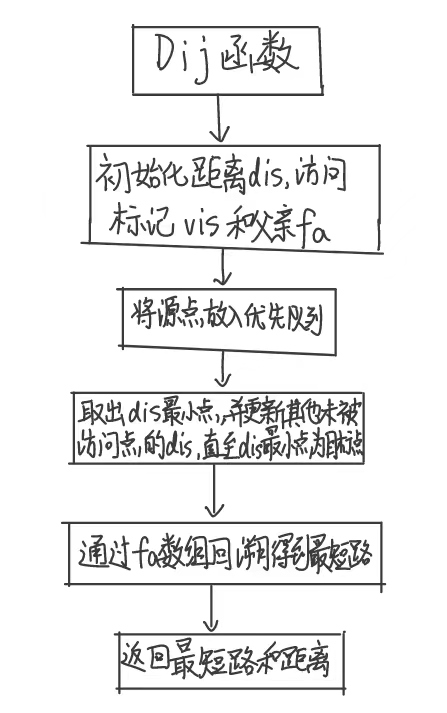 Dij函数
初始化距离dis,访问
标记vis和父亲fa
将源点放入优先队列
取出dis最小点,并更新其他未被
访问点的dis,直至dis最小点为目标点
通过fa数组回溯得到最短路
返回最短路和距离